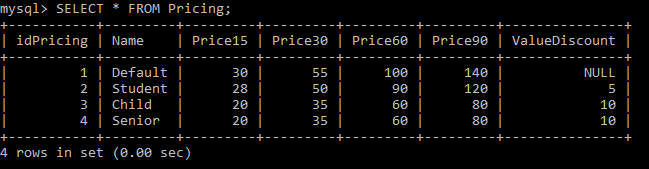 mysql> SELECT * FROM Pricing;
+-----------+---------+---------+---------+---------+---------+---------------+
| idPricing | Name    | Price15 | Price30 | Price60 | Price90 | ValueDiscount |
+-----------+---------+---------+---------+---------+---------+---------------+
|         1 | Default |      30 |      55 |     100 |     140 |          NULL |
|         2 | Student |      28 |      50 |      90 |     120 |             5 |
|         3 | Child   |      20 |      35 |      60 |      80 |            10 |
|         4 | Senior  |      20 |      35 |      60 |      80 |            10 |
+-----------+---------+---------+---------+---------+---------+---------------+
4 rows in set (0.00 sec)